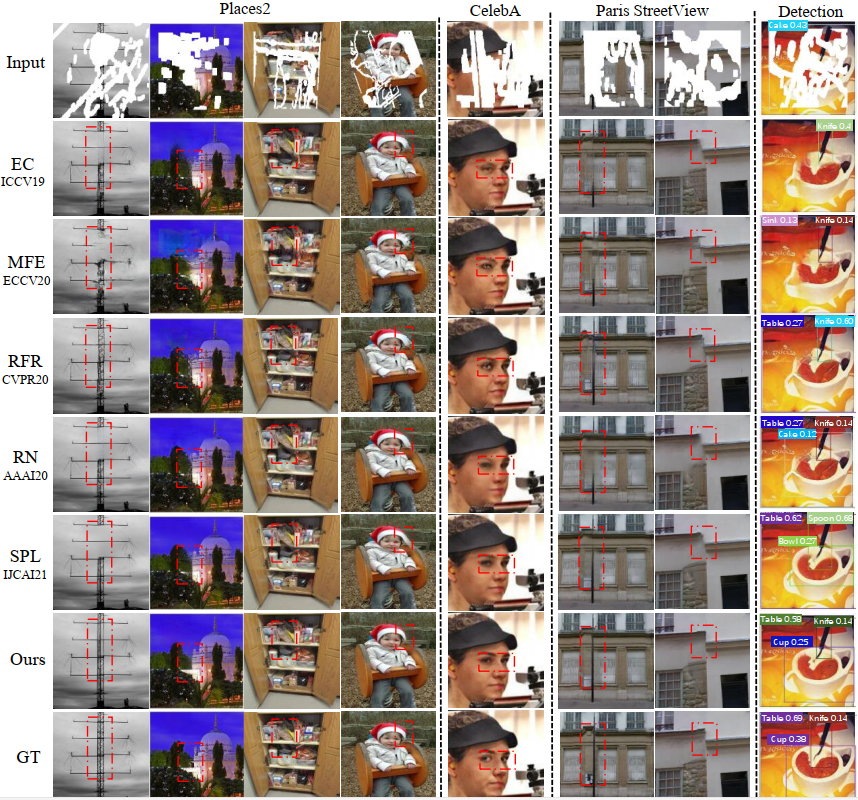 Places2 CelebA Paris StreetView Detection
Input
Cake 0.43
EC
ICCV19
Knife 0.4
MFE
ECCV20
Sink 0.13 Knife 0.14
RFR
CVPR20
Table 0.27 Knife 0.60
RN
AAAI20
Table 0.27 Knife 0.14
Cake 0.12
SPL
IJCAI21
Table 0.62 Spoon 0.68
Bowl 0.27
Ours
Table 0.58 Knife 0.14
Cup 0.25
GT
Table 0.69 Knife 0.14
Cup 0.38